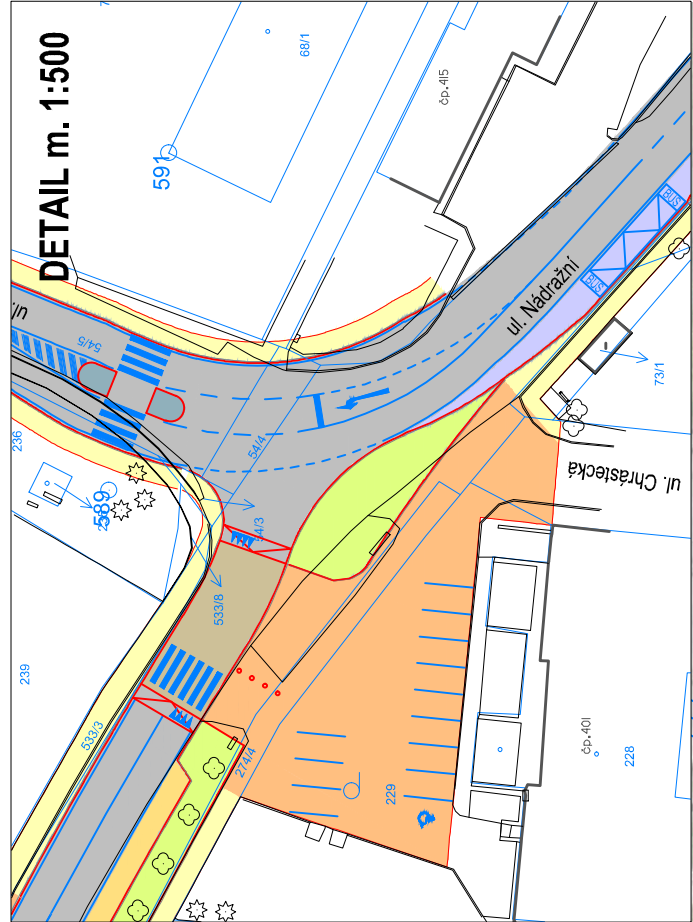 DETAIL m. 1:500
68/1
591
čp.415
ul.
54/5
236
589
54/4
54/3
ul. Nádražní
BUS
BUS
73/1
ul. Chrástecká
533/8
239
533/3
274/4
229
čp.401
228